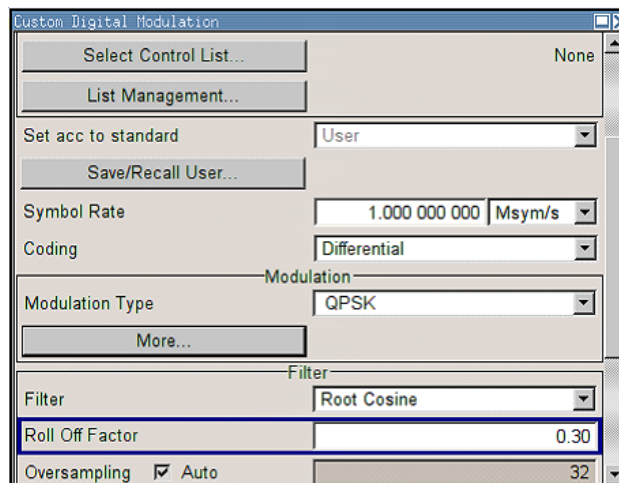 Custom Digital Modulation
Select Control List... None
List Management...
Set acc to standard User
Save/Recall User...
Symbol Rate 1.000 000 000 Msym/s
Coding Differential
Modulation
Modulation Type QPSK
More...
Filter
Filter Root Cosine
Roll Off Factor 0.30
Oversampling Auto 32